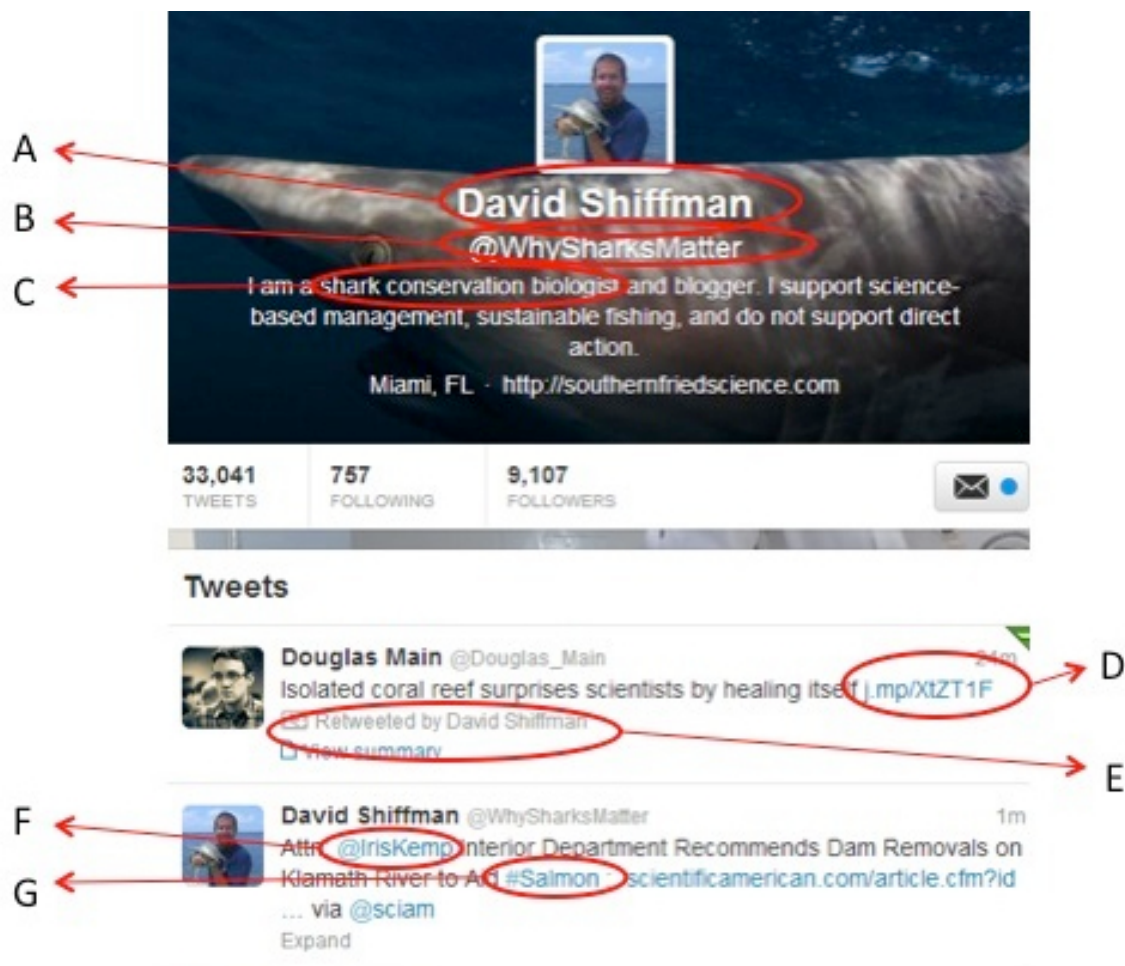 A
David Shiffman
B
@WhySharksMatter
C
I am a shark conservation biologist and blogger. I support science-
based management, sustainable fishing, and do not support direct
action.
Miami, FL · http://southernfriedscience.com
33,041
TWEETS
757
FOLLOWING
9,107
FOLLOWERS
Tweets
Douglas Main @Douglas_Main 24m
Isolated coral reef surprises scientists by healing itself j.mp/XtZT1F
D
Retweeted by David Shiffman
View summary
E
David Shiffman @WhySharksMatter 1m
F
Attn @IrisKemp Interior Department Recommends Dam Removals on
G
Klamath River to Aid #Salmon scientificamerican.com/article.cfm?id
... via @sciam
Expand